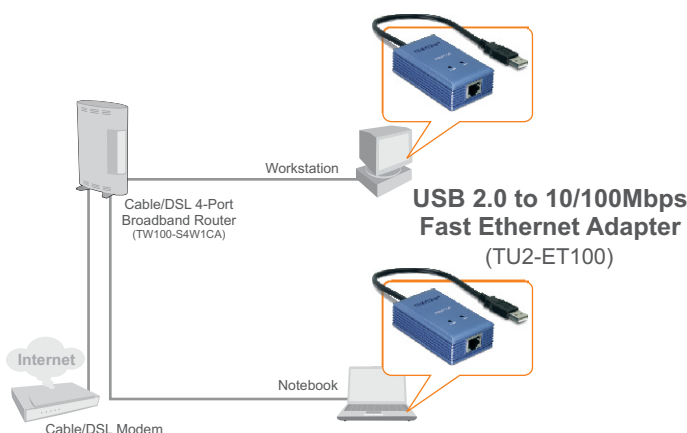 Workstation
Cable/DSL 4-Port
Broadband Router
(TW100-S4W1CA)
USB 2.0 to 10/100Mbps
Fast Ethernet Adapter
(TU2-ET100)
Internet
Notebook
Cable/DSL Modem